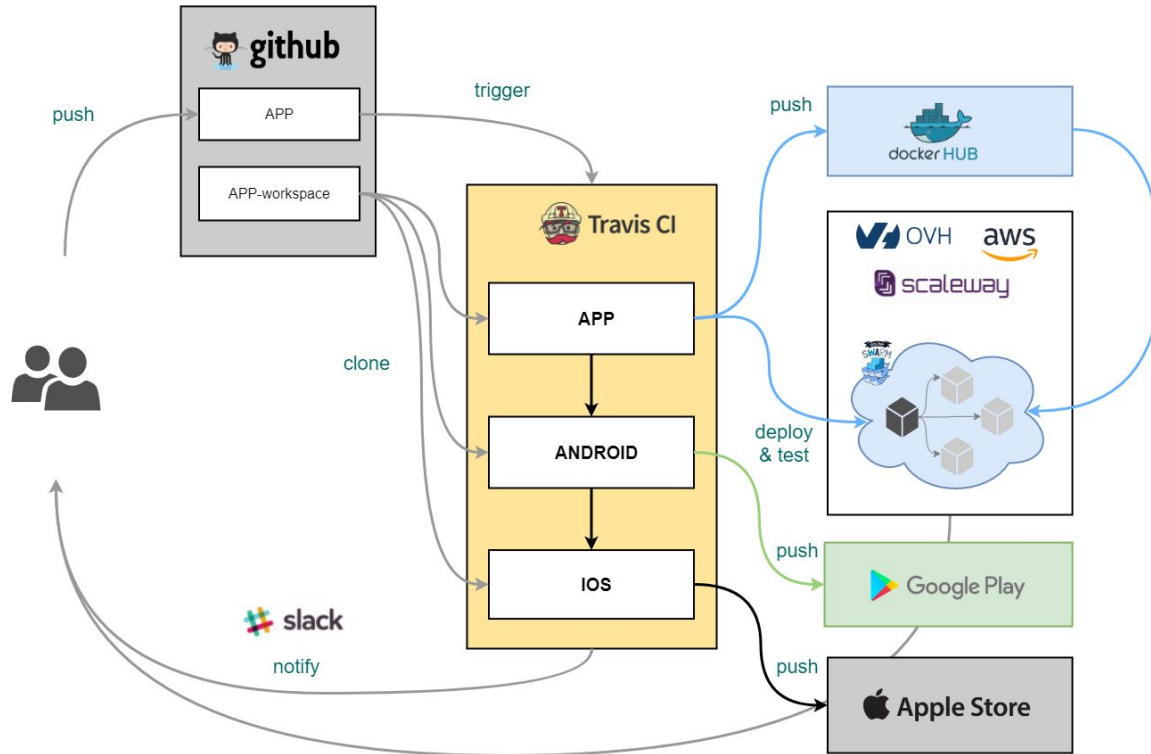 github
push
APP
trigger
APP-workspace
push
docker HUB
Travis CI
OVH
aws
scaleway
APP
SWARM
clone
deploy
& test
ANDROID
push
Google Play
IOS
slack
notify
push
Apple Store